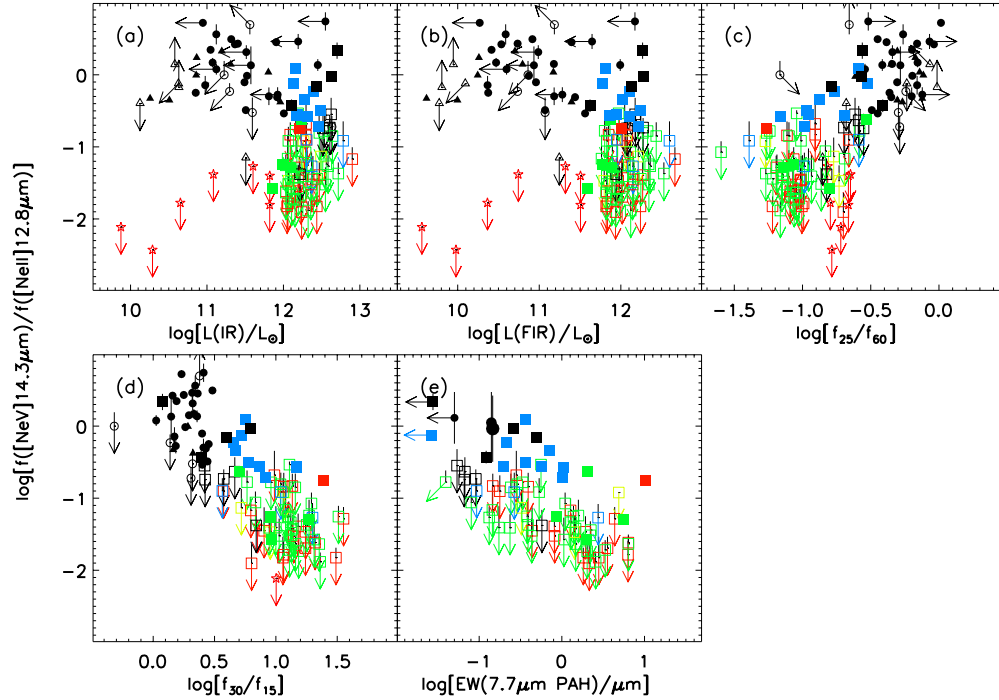 log[f([NeV]14.3μm)/f([NeII]12.8μm)]
(a) (b) (c)
0
-1
-2
10 11 12 13 10 11 12 -1.5 -1.0 -0.5 0.0
log[L(IR)/L⊙] log[L(FIR)/L⊙] log[f₂₅/f₆₀]
(d) (e)
0
-1
-2
0.0 0.5 1.0 1.5 -1 0 1
log[f₃₀/f₁₅] log[EW(7.7μm PAH)/μm]